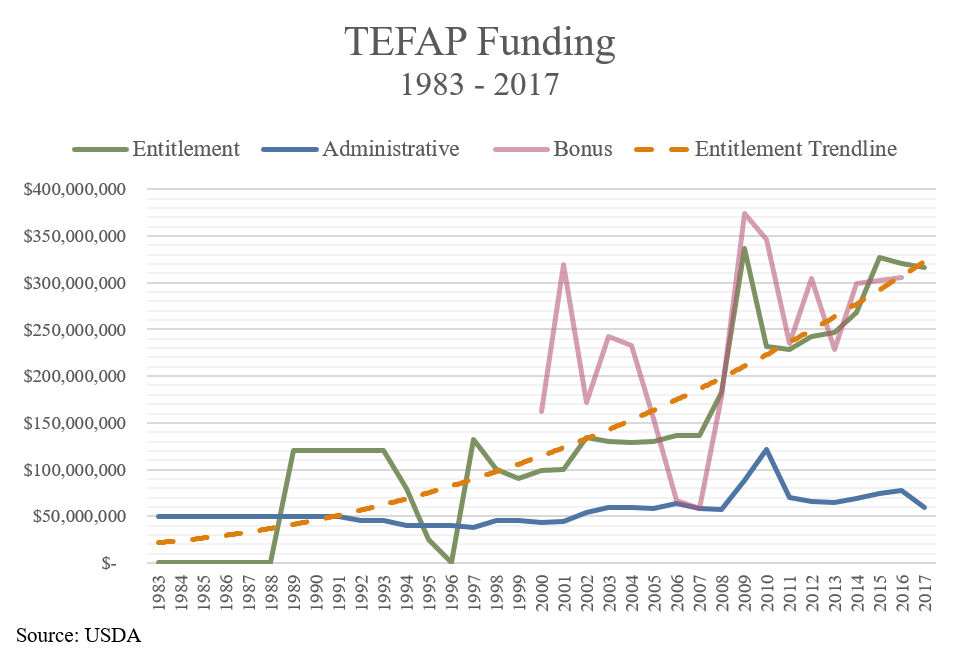 TEFAP Funding
1983 - 2017
Entitlement Administrative Bonus Entitlement Trendline
$400,000,000
$350,000,000
$300,000,000
$250,000,000
$200,000,000
$150,000,000
$100,000,000
$50,000,000
$-
1983 1984 1985 1986 1987 1988 1989 1990 1991 1992 1993 1994 1995 1996 1997 1998 1999 2000 2001 2002 2003 2004 2005 2006 2007 2008 2009 2010 2011 2012 2013 2014 2015 2016 2017
Source: USDA